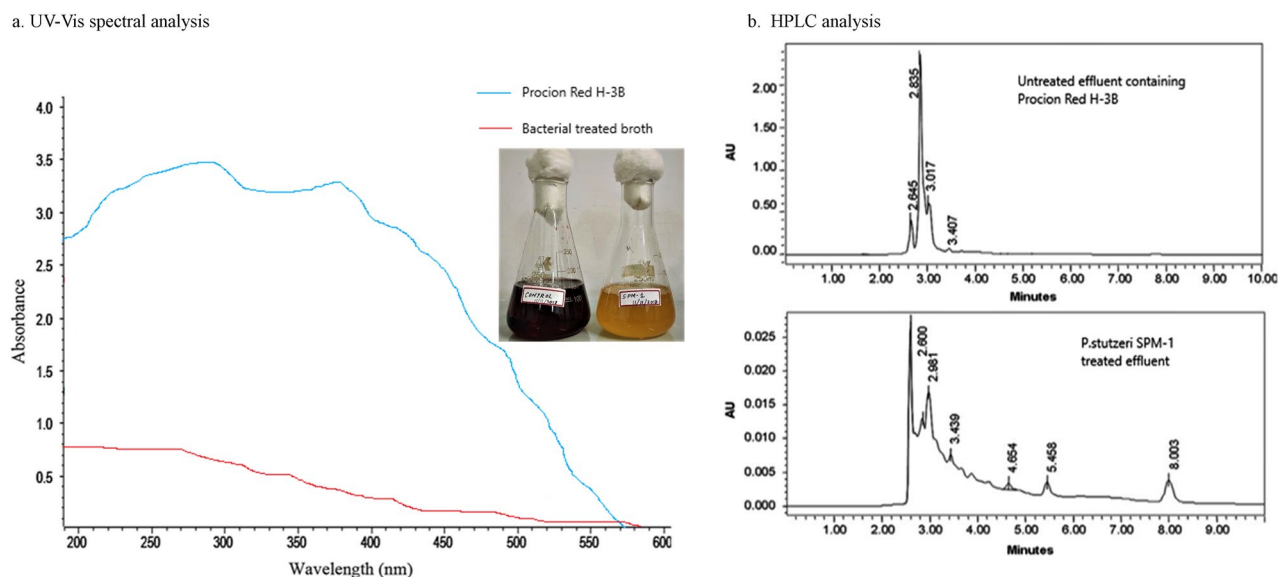 a. UV-Vis spectral analysis
Procion Red H-3B
Bacterial treated broth
4.0
3.5
3.0
2.5
2.0
1.5
1.0
0.5
Absorbance
CONTROL
SPM-1
200 250 300 350 400 450 500 550 600
Wavelength (nm)
b. HPLC analysis
Untreated effluent containing
Procion Red H-3B
AU
2.00
1.50
1.00
0.50
0.00
2.645
2.835
3.017
3.407
1.00 2.00 3.00 4.00 5.00 6.00 7.00 8.00 9.00 10.00
Minutes
P.stutzeri SPM-1
treated effluent
AU
0.025
0.020
0.015
0.010
0.005
0.000
2.600
2.981
3.439
4.654
5.458
8.003
1.00 2.00 3.00 4.00 5.00 6.00 7.00 8.00 9.00
Minutes